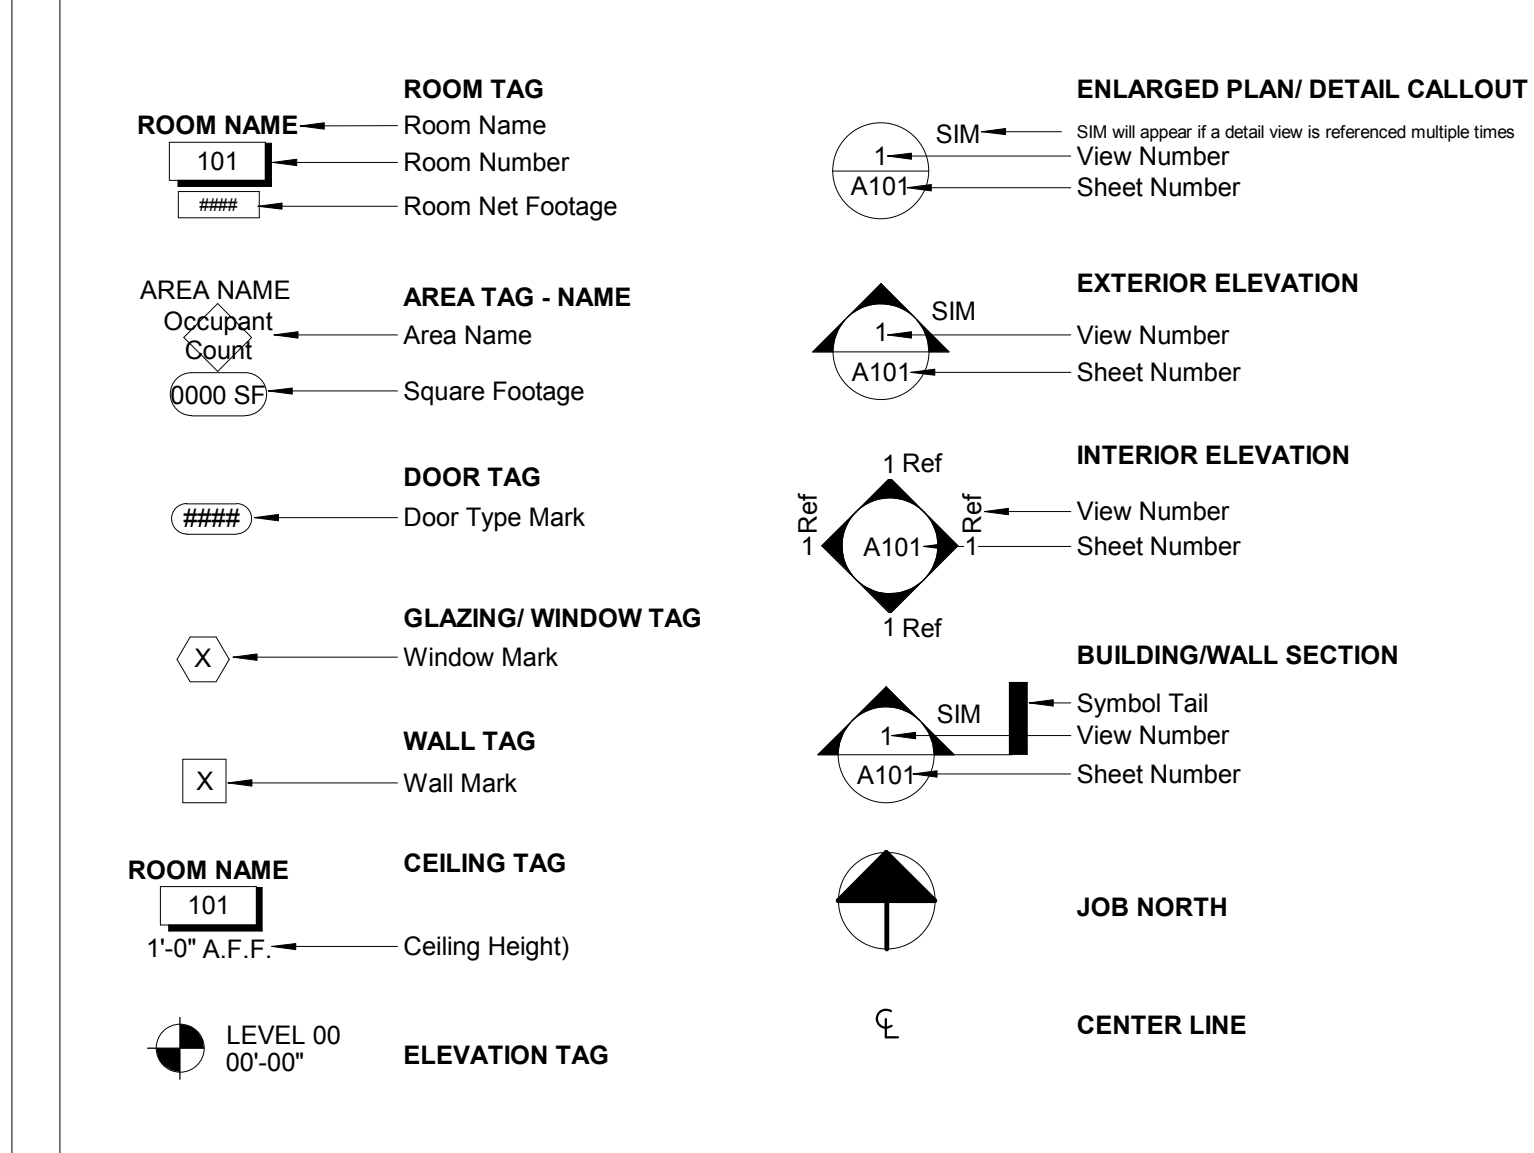 ROOM TAG
ROOM NAME
Room Name
101
Room Number
####
Room Net Footage
AREA NAME
Occupant
Count
0000 SF
AREA TAG - NAME
Area Name
Square Footage
DOOR TAG
####
Door Type Mark
GLAZING/ WINDOW TAG
X
Window Mark
WALL TAG
X
Wall Mark
CEILING TAG
ROOM NAME
101
1'-0" A.F.F.
Ceiling Height)
LEVEL 00
00'-00"
ELEVATION TAG
ENLARGED PLAN/ DETAIL CALLOUT
SIM
SIM will appear if a detail view is referenced multiple times
1
View Number
A101
Sheet Number
EXTERIOR ELEVATION
SIM
1
View Number
A101
Sheet Number
INTERIOR ELEVATION
1 Ref
1 Ref
1 Ref
View Number
A101
Sheet Number
1 Ref
BUILDING/WALL SECTION
Symbol Tail
SIM
1
View Number
A101
Sheet Number
JOB NORTH
℄
CENTER LINE